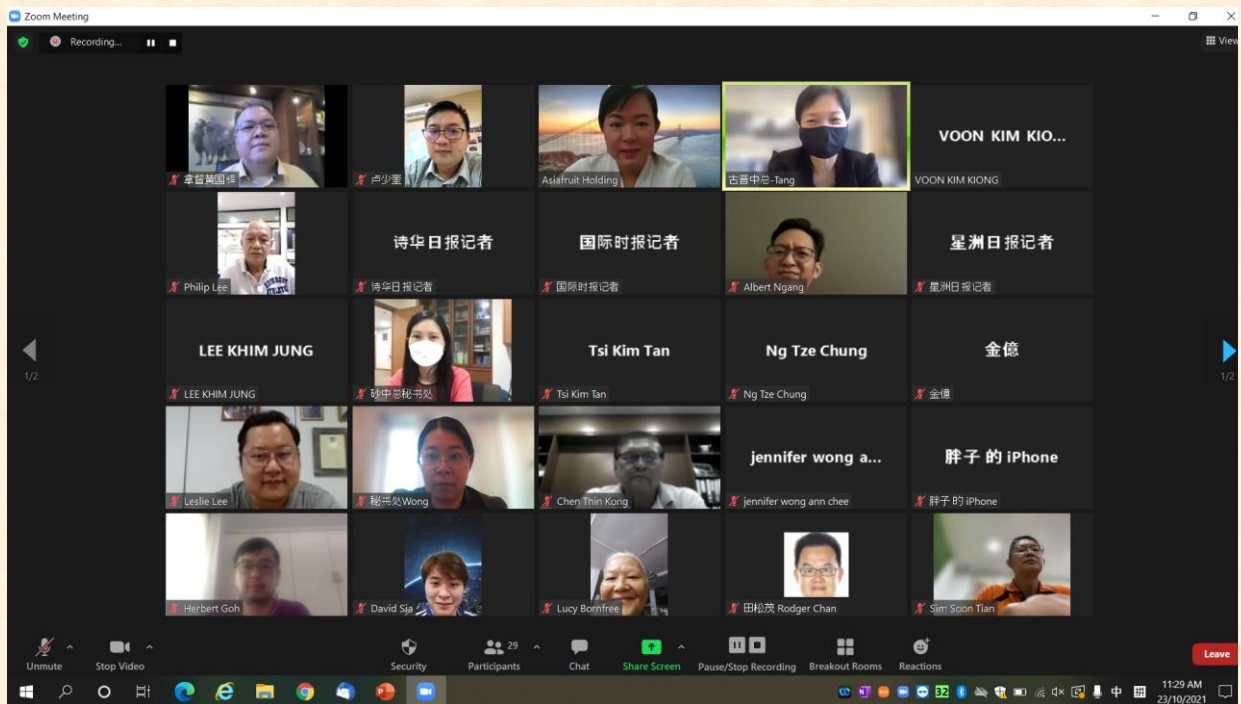 Zoom Meeting
Recording...
View
VOON KIM KIO...
拿督黄国
卢少
Asiafruit Holding
古晋中总-Tang
VOON KIM KIONG
诗华日报记者
国际时报记者
星洲日报记者
Philip Lee
诗华日报记者
国际时报记者
Albert Ngang
星洲日报记者
LEE KHIM JUNG
Tsi Kim Tan
Ng Tze Chung
金億
1/2
1/2
LEE KHIM JUNG
砂中总秘书处
Tsi Kim Tan
Ng Tze Chung
金億
jennifer wong a...
胖子 的 iPhone
Leslie Lee
秘书处Wong
Chen Thin Kong
jennifer wong ann chee
胖子 的 iPhone
Herbert Goh
David Sia
Lucy Bornfree
田松茂 Rodger Chan
Sim Soon Tian
29
Unmute
Stop Video
Security
Participants
Chat
Share Screen
Pause/Stop Recording
Breakout Rooms
Reactions
Leave
32
中
拼
11:29 AM
23/10/2021